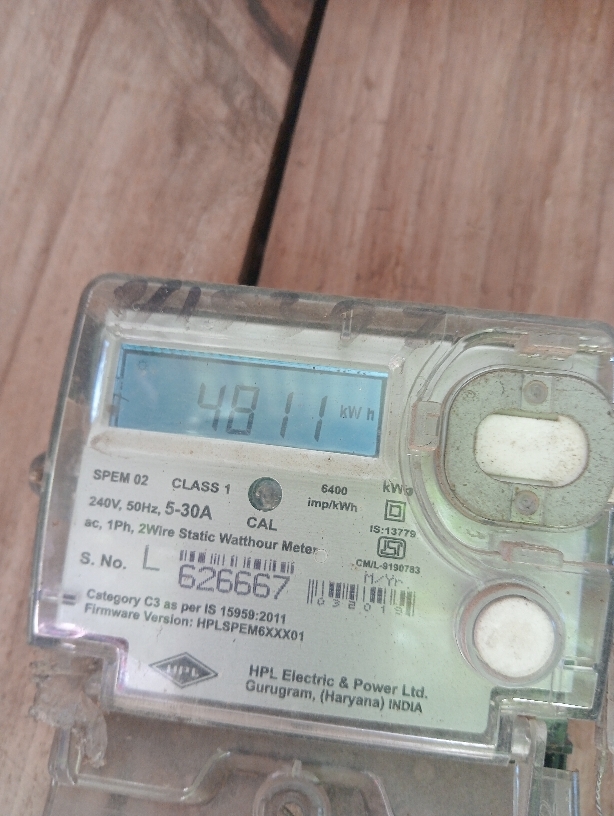 4811 kWh
SPEM 02 CLASS 1 6400 imp/kWh kWh
240V, 50Hz, 5-30A CAL IS:13779
ac, 1Ph, 2Wire Static Watthour Meter
CM/L-9190783
S. No. L 626667 M/Yr
032019
Category C3 as per IS 15959:2011
Firmware Version: HPLSPEM6XXX01
HPL
HPL Electric & Power Ltd.
Gurugram, (Haryana) INDIA